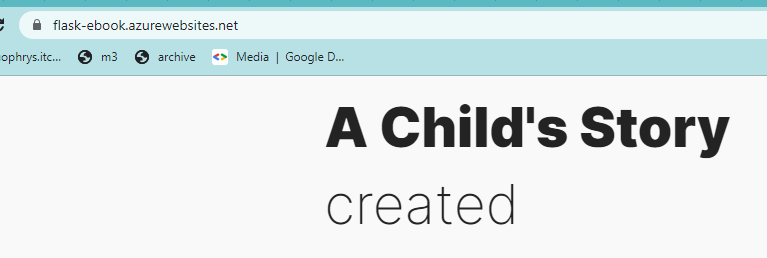 flask-ebook.azurewebsites.net
ophrys.itc... m3 archive Media | Google D...
A Child's Story
created